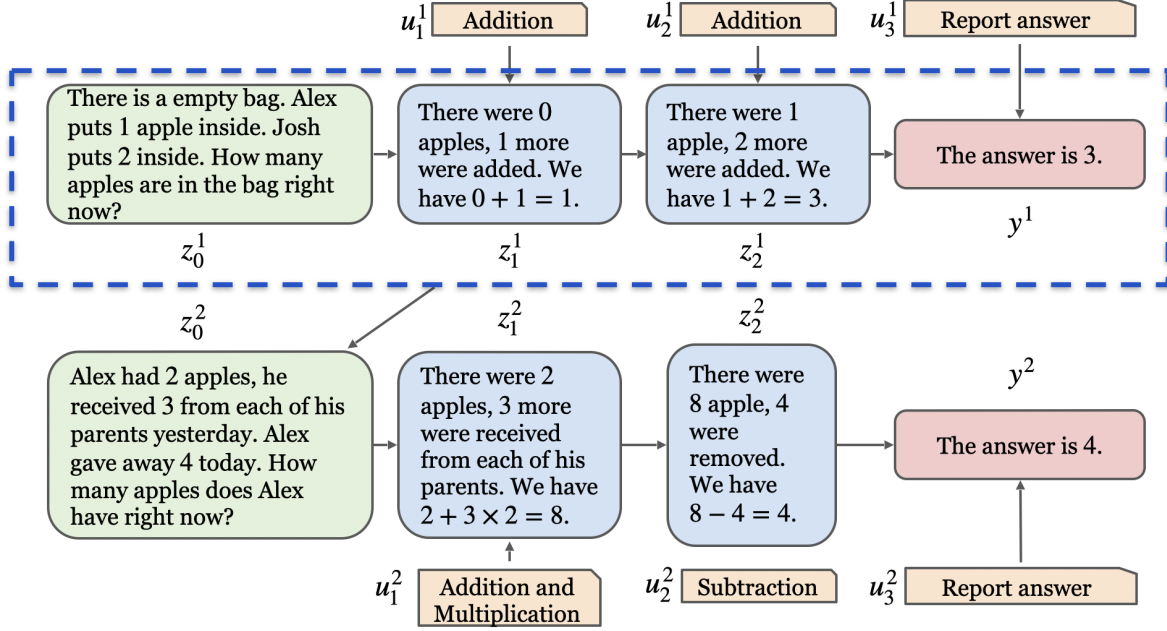 u₁¹ Addition
u₂¹ Addition
u₃¹ Report answer
There is a empty bag. Alex
puts 1 apple inside. Josh
puts 2 inside. How many
apples are in the bag right
now?
z₀¹
There were 0
apples, 1 more
were added. We
have 0 + 1 = 1.
z₁¹
There were 1
apple, 2 more
were added. We
have 1 + 2 = 3.
z₂¹
The answer is 3.
y¹
z₀²
Alex had 2 apples, he
received 3 from each of his
parents yesterday. Alex
gave away 4 today. How
many apples does Alex
have right now?
z₁²
There were 2
apples, 3 more
were received
from each of his
parents. We have
2 + 3 × 2 = 8.
z₂²
There were
8 apple, 4
were
removed.
We have
8 − 4 = 4.
y²
The answer is 4.
u₁² Addition and
Multiplication
u₂² Subtraction
u₃² Report answer